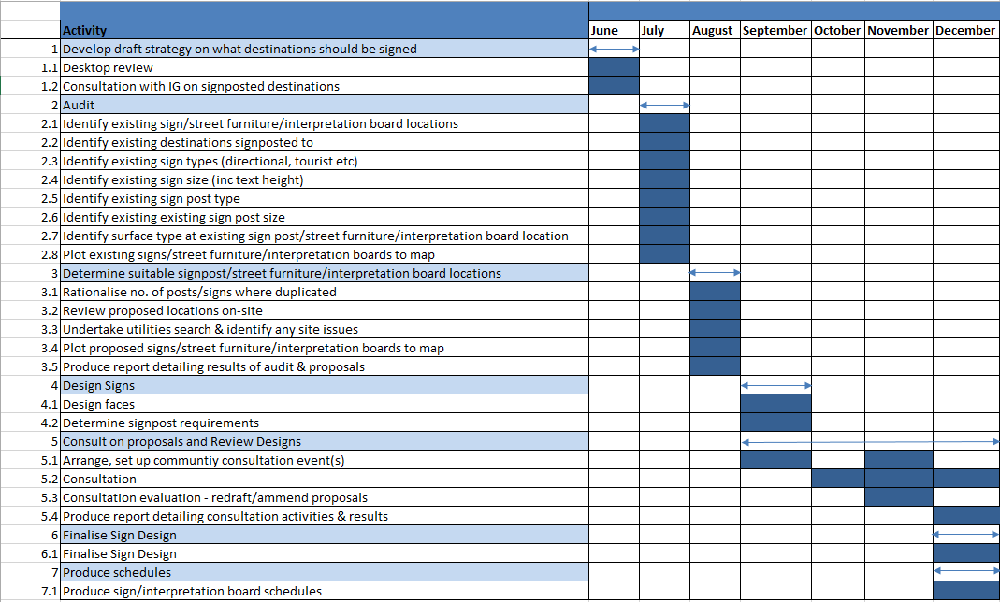 Activity June July August September October November December
1 Develop draft strategy on what destinations should be signed
1.1 Desktop review
1.2 Consultation with IG on signposted destinations
2 Audit
2.1 Identify existing sign/street furniture/interpretation board locations
2.2 Identify existing destinations signposted to
2.3 Identify existing sign types (directional, tourist etc)
2.4 Identify existing sign size (inc text height)
2.5 Identify existing sign post type
2.6 Identify existing existing sign post size
2.7 Identify surface type at existing sign post/street furniture/interpretation board location
2.8 Plot existing signs/street furniture/interpretation boards to map
3 Determine suitable signpost/street furniture/interpretation board locations
3.1 Rationalise no. of posts/signs where duplicated
3.2 Review proposed locations on-site
3.3 Undertake utilities search & identify any site issues
3.4 Plot proposed signs/street furniture/interpretation boards to map
3.5 Produce report detailing results of audit & proposals
4 Design Signs
4.1 Design faces
4.2 Determine signpost requirements
5 Consult on proposals and Review Designs
5.1 Arrange, set up communtiy consultation event(s)
5.2 Consultation
5.3 Consultation evaluation - redraft/ammend proposals
5.4 Produce report detailing consultation activities & results
6 Finalise Sign Design
6.1 Finalise Sign Design
7 Produce schedules
7.1 Produce sign/interpretation board schedules